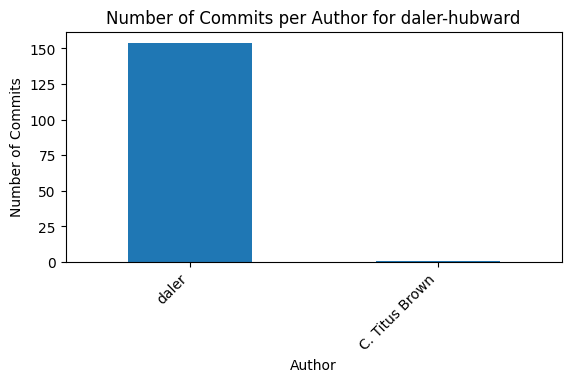 Number of Commits per Author for daler-hubward
Number of Commits
150
125
100
75
50
25
0
daler
C. Titus Brown
Author